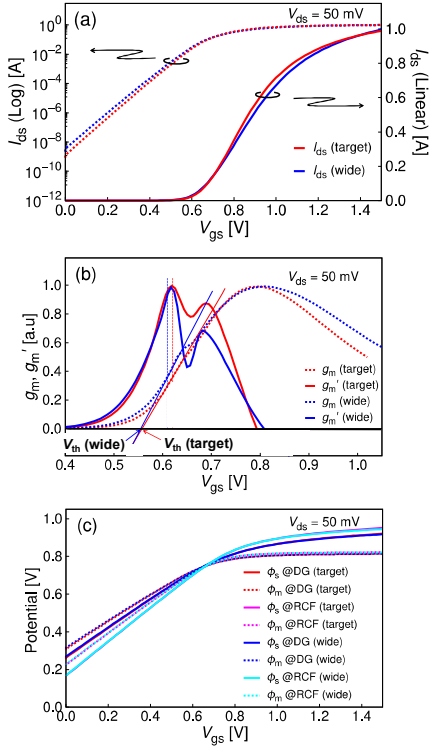 (a)
V_ds = 50 mV
I_ds (Log) [A]
10^0
10^−2
10^−4
10^−6
10^−8
10^−10
10^−12
I_ds (Linear) [A]
1.0
0.8
0.6
0.4
0.2
0.0
I_ds (target)
I_ds (wide)
0.0 0.2 0.4 0.6 0.8 1.0 1.2 1.4
V_gs [V]
(b)
V_ds = 50 mV
g_m, g_m′ [a.u]
1.0
0.8
0.6
0.4
0.2
0.0
g_m (target)
g_m′ (target)
g_m (wide)
g_m′ (wide)
V_th (wide)
V_th (target)
0.4 0.5 0.6 0.7 0.8 0.9 1.0
V_gs [V]
(c)
V_ds = 50 mV
Potential [V]
1.0
0.8
0.6
0.4
0.2
0.0
ϕ_s @DG (target)
ϕ_m @DG (target)
ϕ_s @RCF (target)
ϕ_m @RCF (target)
ϕ_s @DG (wide)
ϕ_m @DG (wide)
ϕ_s @RCF (wide)
ϕ_m @RCF (wide)
0.0 0.2 0.4 0.6 0.8 1.0 1.2 1.4
V_gs [V]